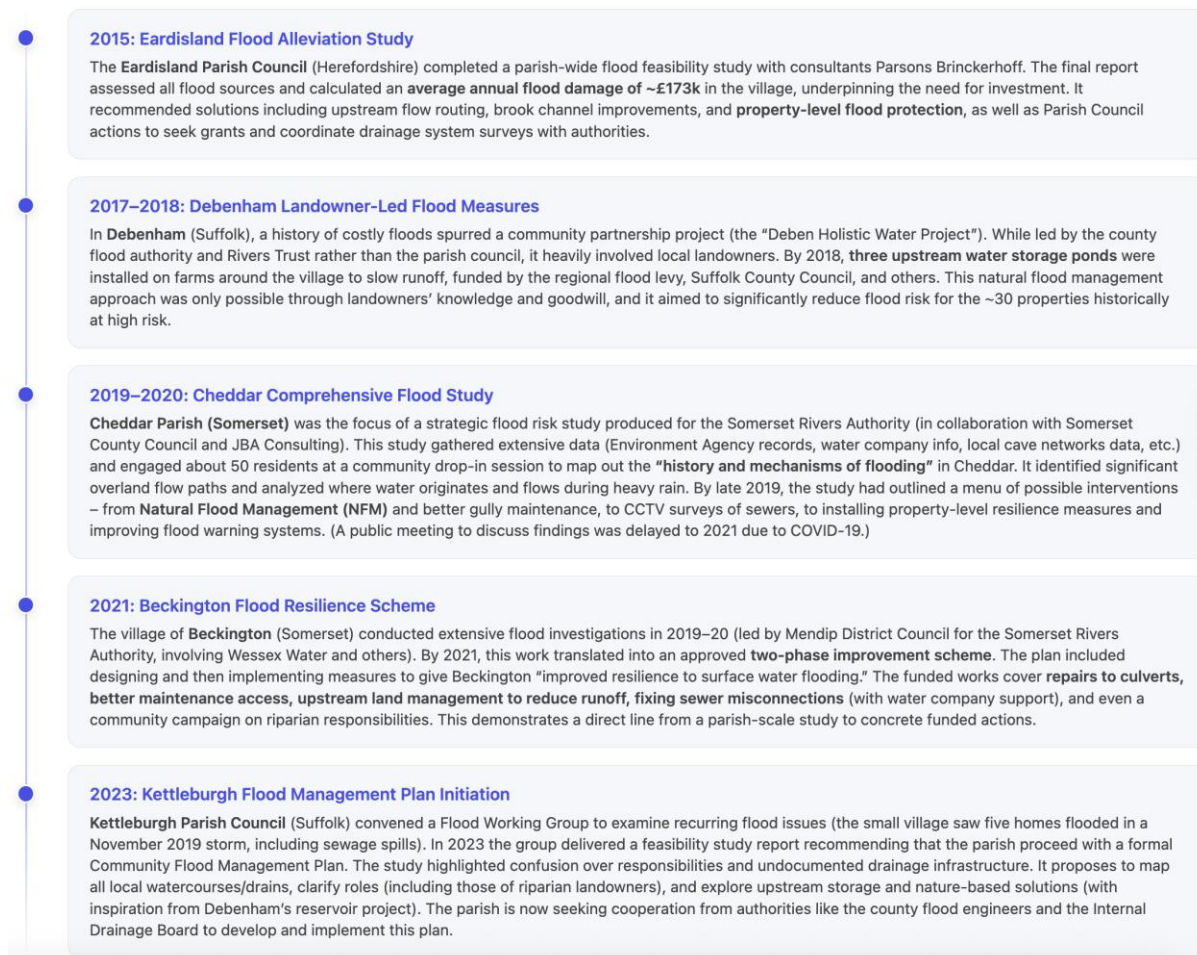 2015: Eardisland Flood Alleviation Study
The Eardisland Parish Council (Herefordshire) completed a parish-wide flood feasibility study with consultants Parsons Brinckerhoff. The final report
assessed all flood sources and calculated an average annual flood damage of ~£173k in the village, underpinning the need for investment. It
recommended solutions including upstream flow routing, brook channel improvements, and property-level flood protection, as well as Parish Council
actions to seek grants and coordinate drainage system surveys with authorities.
2017–2018: Debenham Landowner-Led Flood Measures
In Debenham (Suffolk), a history of costly floods spurred a community partnership project (the “Deben Holistic Water Project”). While led by the county
flood authority and Rivers Trust rather than the parish council, it heavily involved local landowners. By 2018, three upstream water storage ponds were
installed on farms around the village to slow runoff, funded by the regional flood levy, Suffolk County Council, and others. This natural flood management
approach was only possible through landowners’ knowledge and goodwill, and it aimed to significantly reduce flood risk for the ~30 properties historically
at high risk.
2019–2020: Cheddar Comprehensive Flood Study
Cheddar Parish (Somerset) was the focus of a strategic flood risk study produced for the Somerset Rivers Authority (in collaboration with Somerset
County Council and JBA Consulting). This study gathered extensive data (Environment Agency records, water company info, local cave networks data, etc.)
and engaged about 50 residents at a community drop-in session to map out the “history and mechanisms of flooding” in Cheddar. It identified significant
overland flow paths and analyzed where water originates and flows during heavy rain. By late 2019, the study had outlined a menu of possible interventions
– from Natural Flood Management (NFM) and better gully maintenance, to CCTV surveys of sewers, to installing property-level resilience measures and
improving flood warning systems. (A public meeting to discuss findings was delayed to 2021 due to COVID-19.)
2021: Beckington Flood Resilience Scheme
The village of Beckington (Somerset) conducted extensive flood investigations in 2019–20 (led by Mendip District Council for the Somerset Rivers
Authority, involving Wessex Water and others). By 2021, this work translated into an approved two-phase improvement scheme. The plan included
designing and then implementing measures to give Beckington “improved resilience to surface water flooding.” The funded works cover repairs to culverts,
better maintenance access, upstream land management to reduce runoff, fixing sewer misconnections (with water company support), and even a
community campaign on riparian responsibilities. This demonstrates a direct line from a parish-scale study to concrete funded actions.
2023: Kettleburgh Flood Management Plan Initiation
Kettleburgh Parish Council (Suffolk) convened a Flood Working Group to examine recurring flood issues (the small village saw five homes flooded in a
November 2019 storm, including sewage spills). In 2023 the group delivered a feasibility study report recommending that the parish proceed with a formal
Community Flood Management Plan. The study highlighted confusion over responsibilities and undocumented drainage infrastructure. It proposes to map
all local watercourses/drains, clarify roles (including those of riparian landowners), and explore upstream storage and nature-based solutions (with
inspiration from Debenham’s reservoir project). The parish is now seeking cooperation from authorities like the county flood engineers and the Internal
Drainage Board to develop and implement this plan.